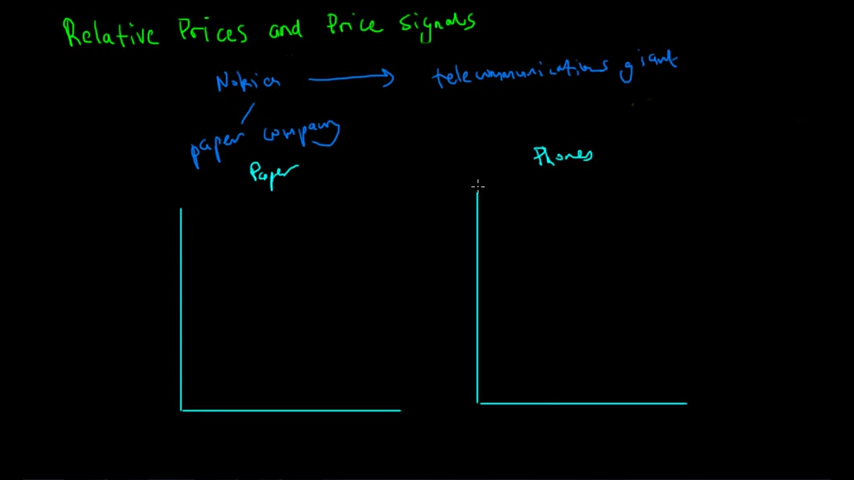 Relative Prices and Price Signals
Nokia → telecommunications giant
paper company
Paper
Phones